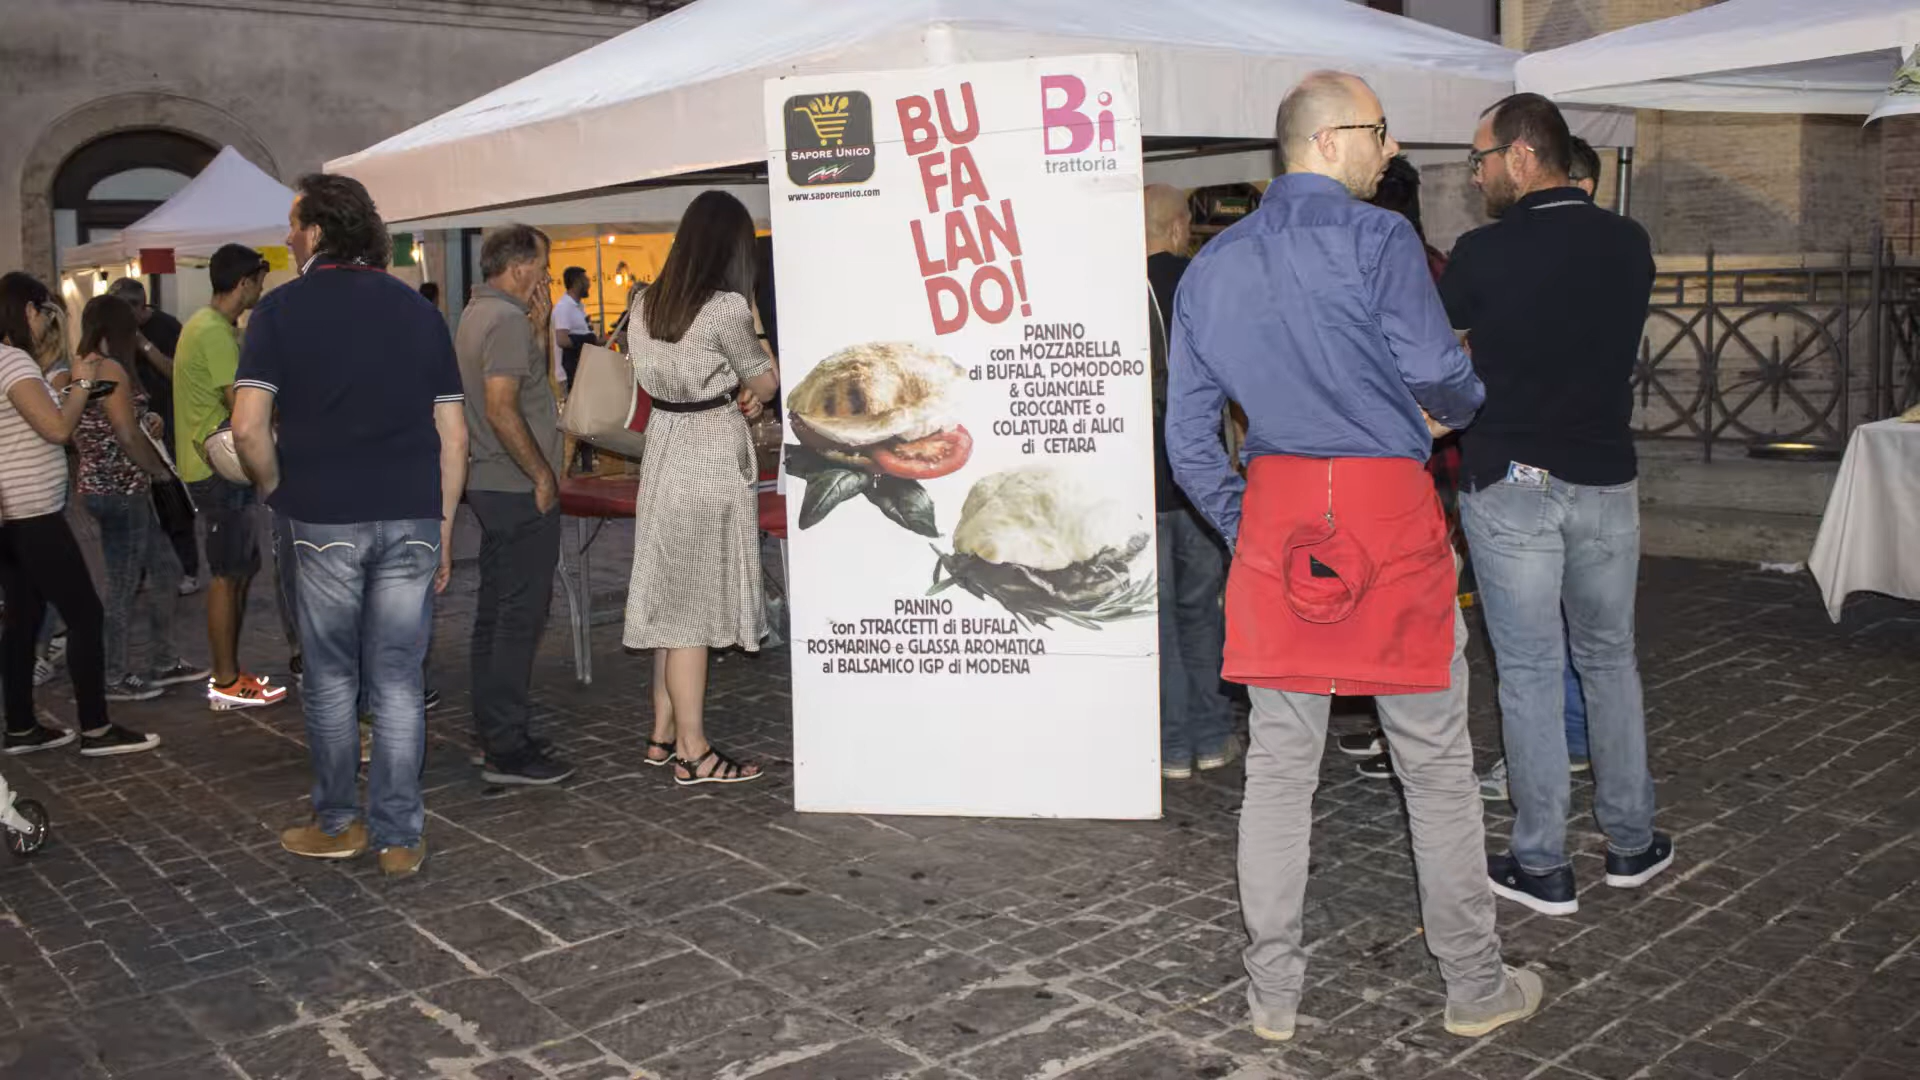 SAPORE UNICO
www.saporeunico.com
BU
FA
LAN
DO!
Bi
trattoria
PANINO
con MOZZARELLA
di BUFALA, POMODORO
& GUANCIALE
CROCCANTE o
COLATURA di ALICI
di CETARA
PANINO
con STRACCETTI di BUFALA
ROSMARINO e GLASSA AROMATICA
al BALSAMICO IGP di MODENA